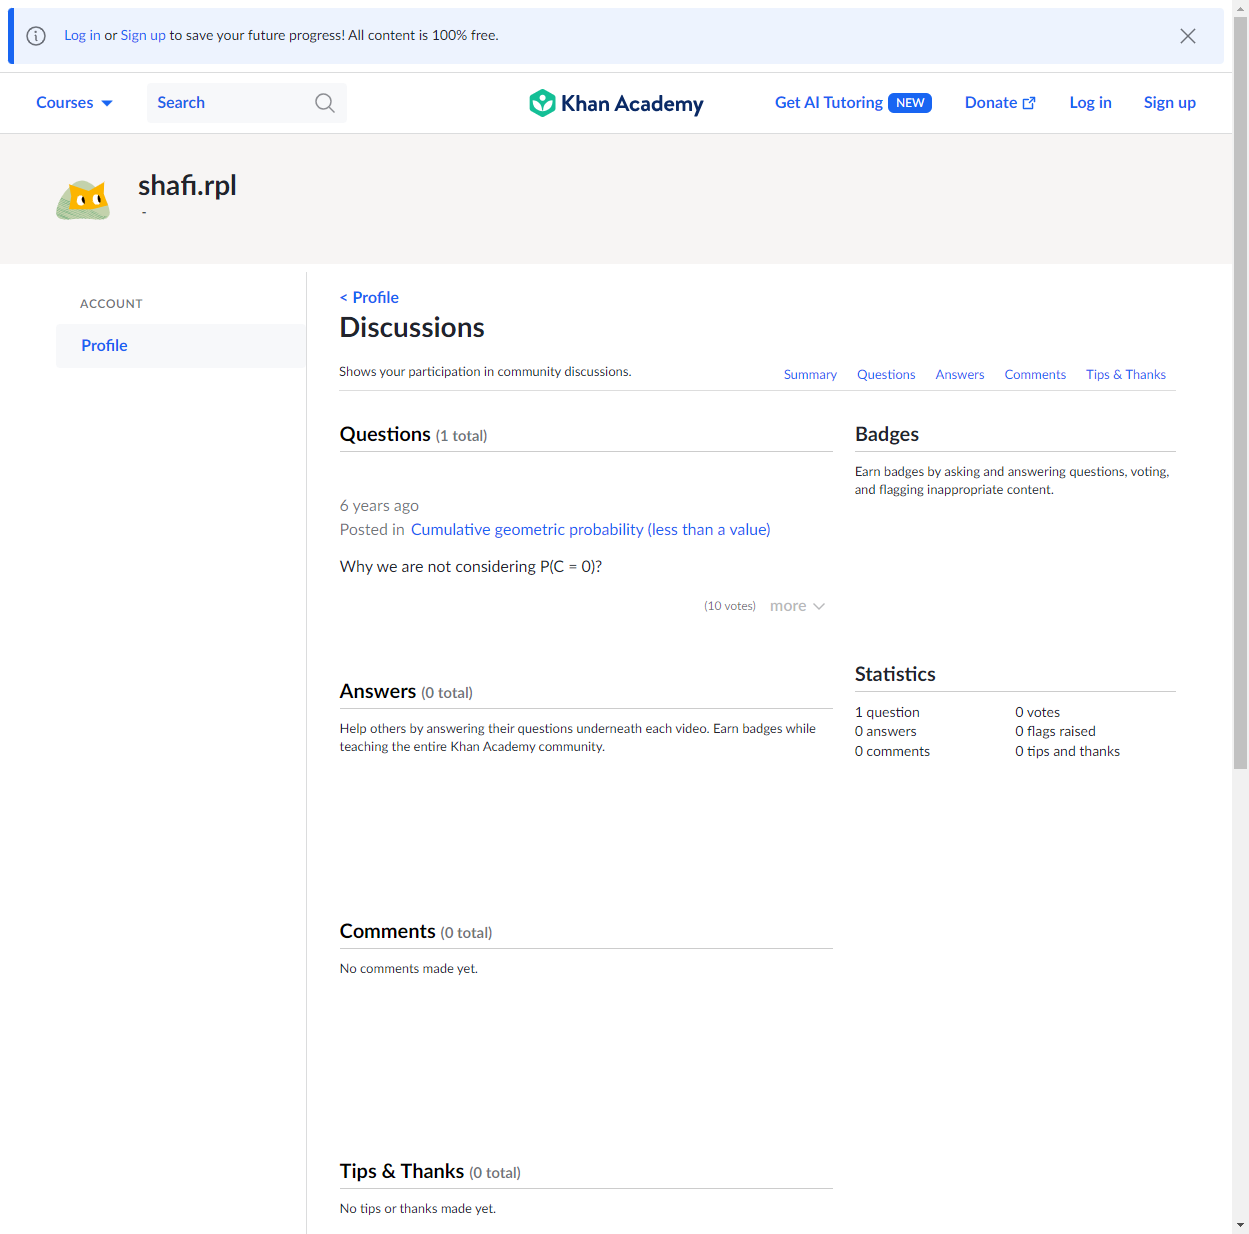 Log in or Sign up to save your future progress! All content is 100% free.
Courses
Search
Khan Academy
Get AI Tutoring NEW
Donate
Log in
Sign up
shafi.rpl
-
ACCOUNT
Profile
< Profile
Discussions
Shows your participation in community discussions.
Summary
Questions
Answers
Comments
Tips & Thanks
Questions (1 total)
6 years ago
Posted in Cumulative geometric probability (less than a value)
Why we are not considering P(C = 0)?
(10 votes)
more
Answers (0 total)
Help others by answering their questions underneath each video. Earn badges while
teaching the entire Khan Academy community.
Comments (0 total)
No comments made yet.
Tips & Thanks (0 total)
No tips or thanks made yet.
Badges
Earn badges by asking and answering questions, voting,
and flagging inappropriate content.
Statistics
1 question
0 votes
0 answers
0 flags raised
0 comments
0 tips and thanks